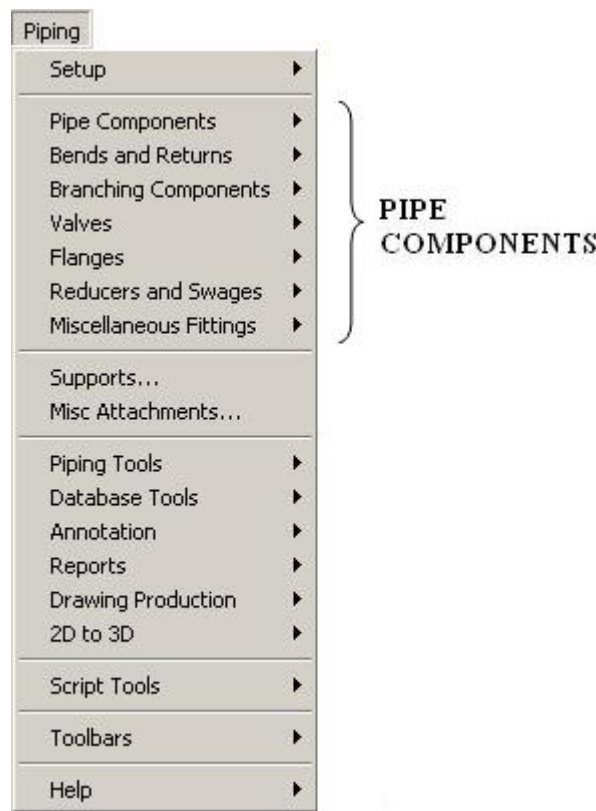 Piping
Setup
Pipe Components
Bends and Returns
Branching Components
Valves
Flanges
Reducers and Swages
Miscellaneous Fittings
PIPE
COMPONENTS
Supports...
Misc Attachments...
Piping Tools
Database Tools
Annotation
Reports
Drawing Production
2D to 3D
Script Tools
Toolbars
Help